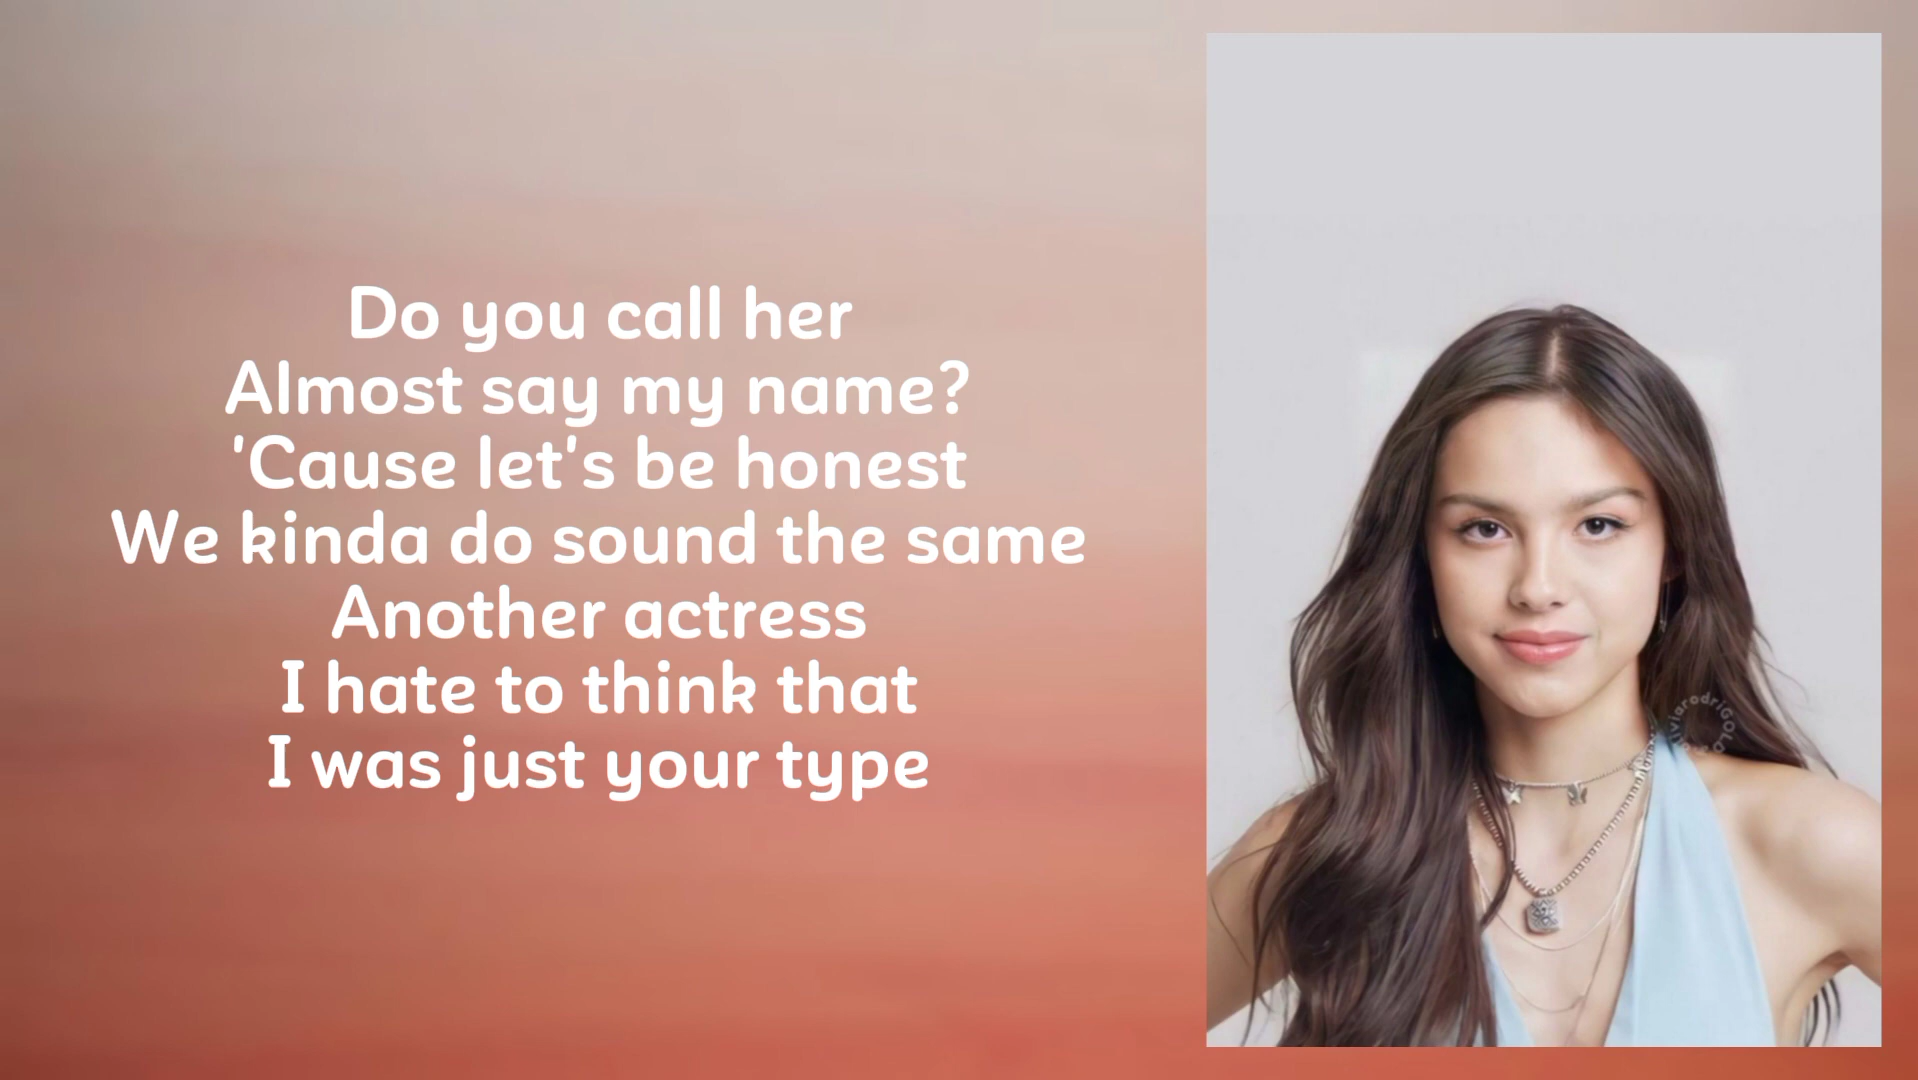 Do you call her
Almost say my name?
'Cause let's be honest
We kinda do sound the same
Another actress
I hate to think that
I was just your type